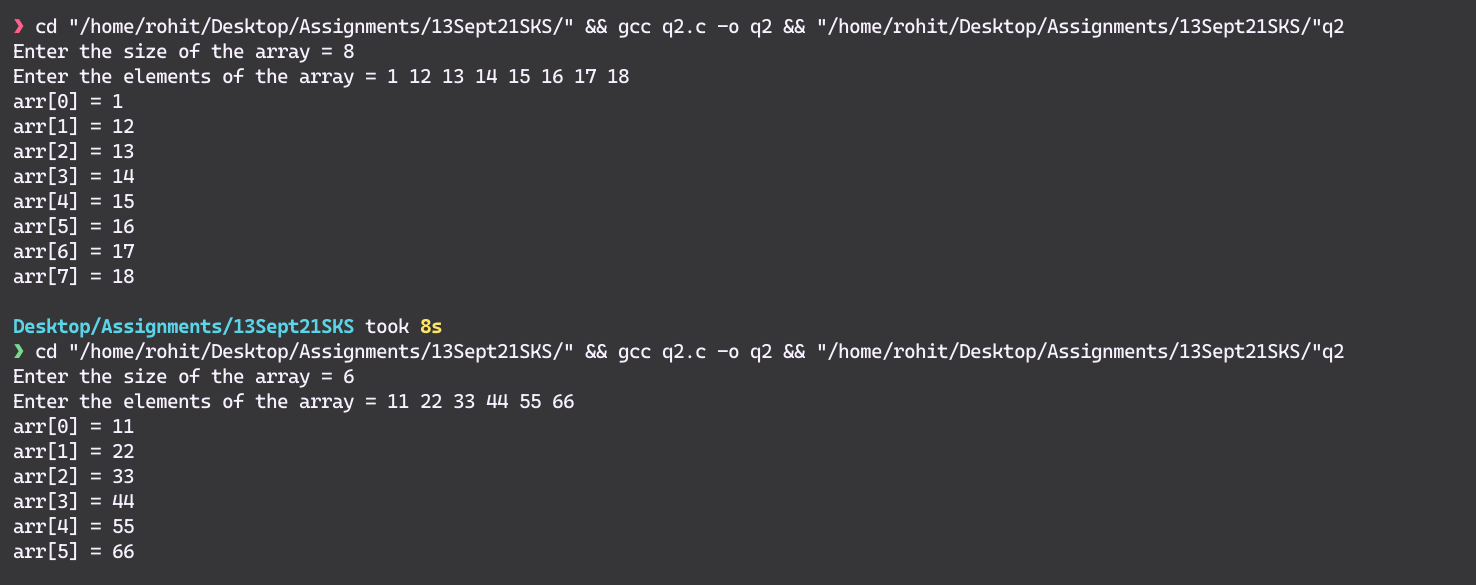 ❯ cd "/home/rohit/Desktop/Assignments/13Sept21SKS/" && gcc q2.c -o q2 && "/home/rohit/Desktop/Assignments/13Sept21SKS/"q2
Enter the size of the array = 8
Enter the elements of the array = 1 12 13 14 15 16 17 18
arr[0] = 1
arr[1] = 12
arr[2] = 13
arr[3] = 14
arr[4] = 15
arr[5] = 16
arr[6] = 17
arr[7] = 18
Desktop/Assignments/13Sept21SKS took 8s
❯ cd "/home/rohit/Desktop/Assignments/13Sept21SKS/" && gcc q2.c -o q2 && "/home/rohit/Desktop/Assignments/13Sept21SKS/"q2
Enter the size of the array = 6
Enter the elements of the array = 11 22 33 44 55 66
arr[0] = 11
arr[1] = 22
arr[2] = 33
arr[3] = 44
arr[4] = 55
arr[5] = 66